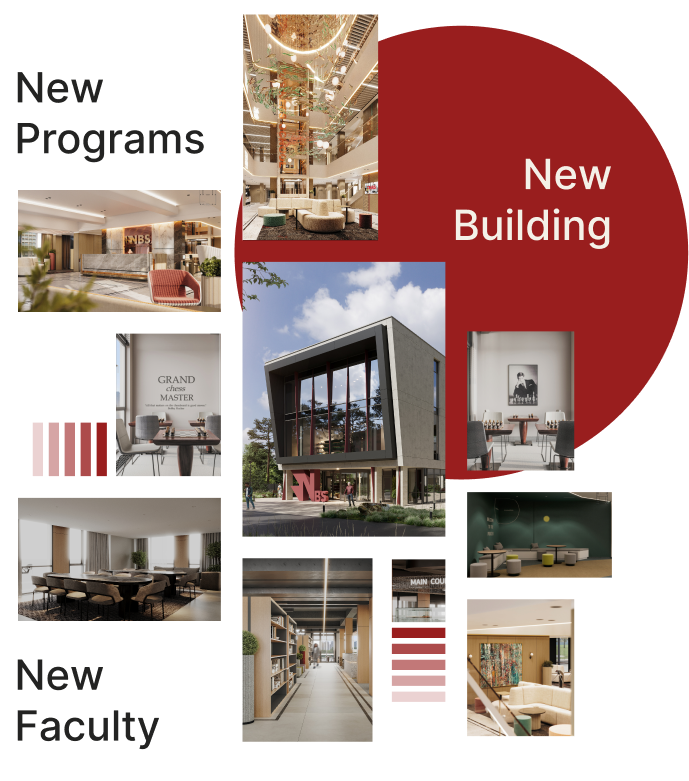 New
Programs
New
Building
NBS
GRAND
chess
MASTER
NBS
MAIN COU
New
Faculty